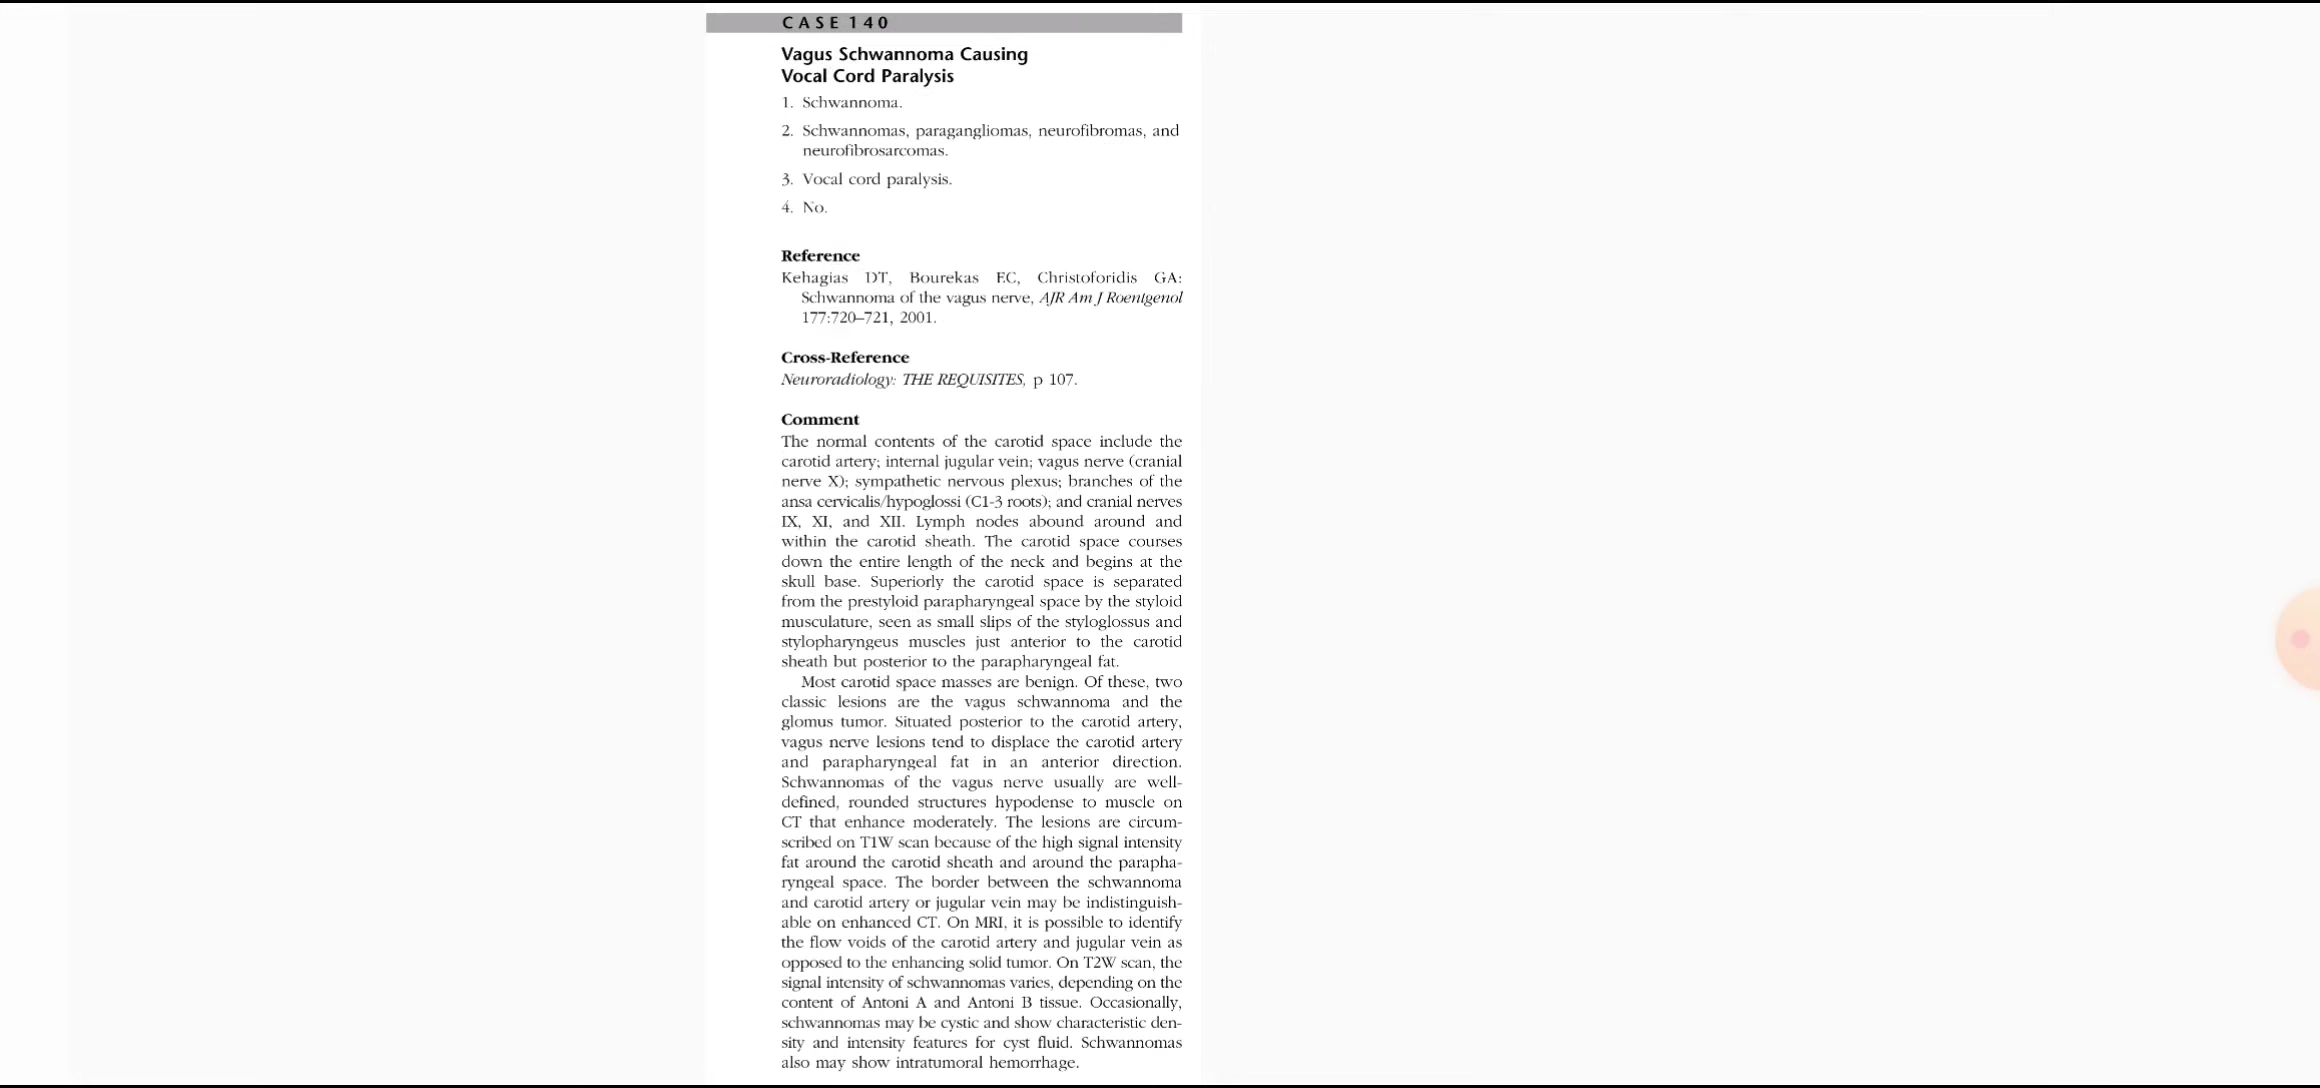 CASE 140
Vagus Schwannoma Causing
Vocal Cord Paralysis
1. Schwannoma.
2. Schwannomas, paragangliomas, neurofibromas, and
neurofibrosarcomas.
3. Vocal cord paralysis.
4. No.
Reference
Kehagias DT, Bourekas EC, Christoforidis GA:
Schwannoma of the vagus nerve, AJR Am J Roentgenol
177:720–721, 2001.
Cross-Reference
Neuroradiology: THE REQUISITES, p 107.
Comment
The normal contents of the carotid space include the
carotid artery; internal jugular vein; vagus nerve (cranial
nerve X); sympathetic nervous plexus; branches of the
ansa cervicalis/hypoglossi (C1-3 roots); and cranial nerves
IX, XI, and XII. Lymph nodes abound around and
within the carotid sheath. The carotid space courses
down the entire length of the neck and begins at the
skull base. Superiorly the carotid space is separated
from the prestyloid parapharyngeal space by the styloid
musculature, seen as small slips of the styloglossus and
stylopharyngeus muscles just anterior to the carotid
sheath but posterior to the parapharyngeal fat.
Most carotid space masses are benign. Of these, two
classic lesions are the vagus schwannoma and the
glomus tumor. Situated posterior to the carotid artery,
vagus nerve lesions tend to displace the carotid artery
and parapharyngeal fat in an anterior direction.
Schwannomas of the vagus nerve usually are well-
defined, rounded structures hypodense to muscle on
CT that enhance moderately. The lesions are circum-
scribed on T1W scan because of the high signal intensity
fat around the carotid sheath and around the parapha-
ryngeal space. The border between the schwannoma
and carotid artery or jugular vein may be indistinguish-
able on enhanced CT. On MRI, it is possible to identify
the flow voids of the carotid artery and jugular vein as
opposed to the enhancing solid tumor. On T2W scan, the
signal intensity of schwannomas varies, depending on the
content of Antoni A and Antoni B tissue. Occasionally,
schwannomas may be cystic and show characteristic den-
sity and intensity features for cyst fluid. Schwannomas
also may show intratumoral hemorrhage.